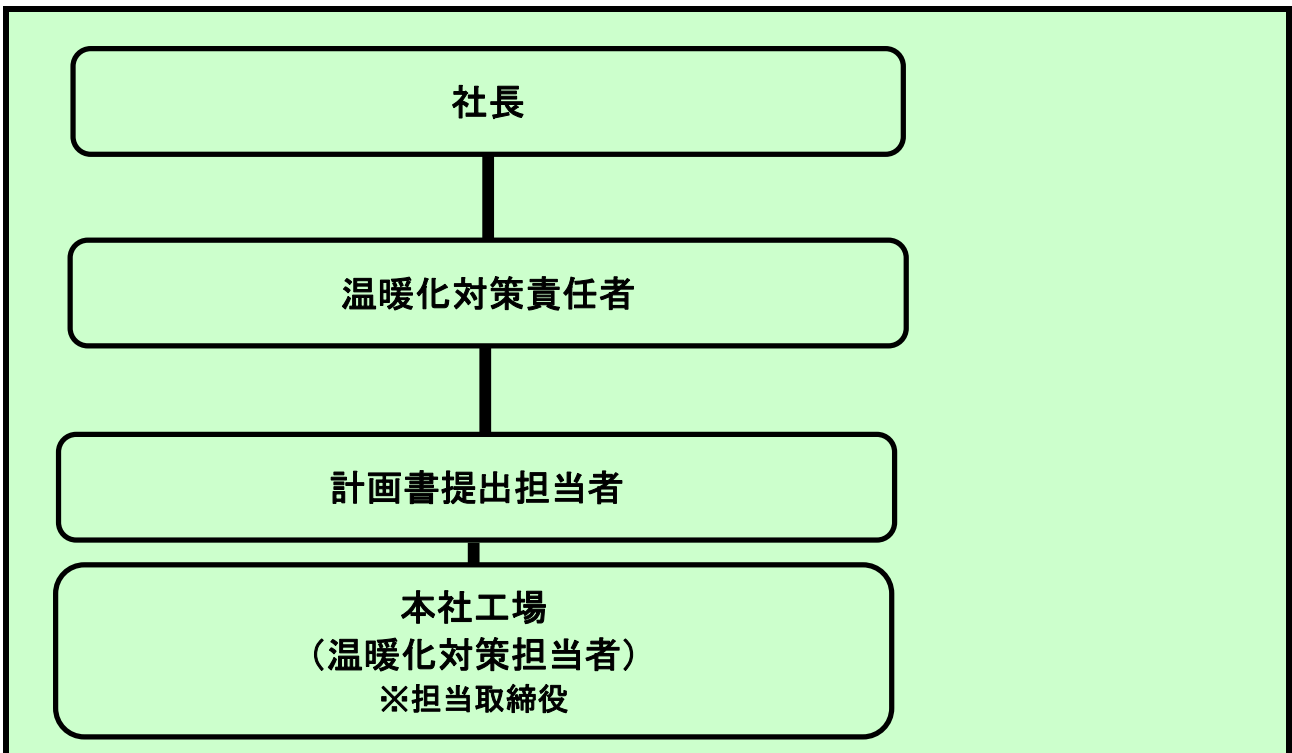 社長
温暖化対策責任者
計画書提出担当者
本社工場
（温暖化対策担当者）
※担当取締役